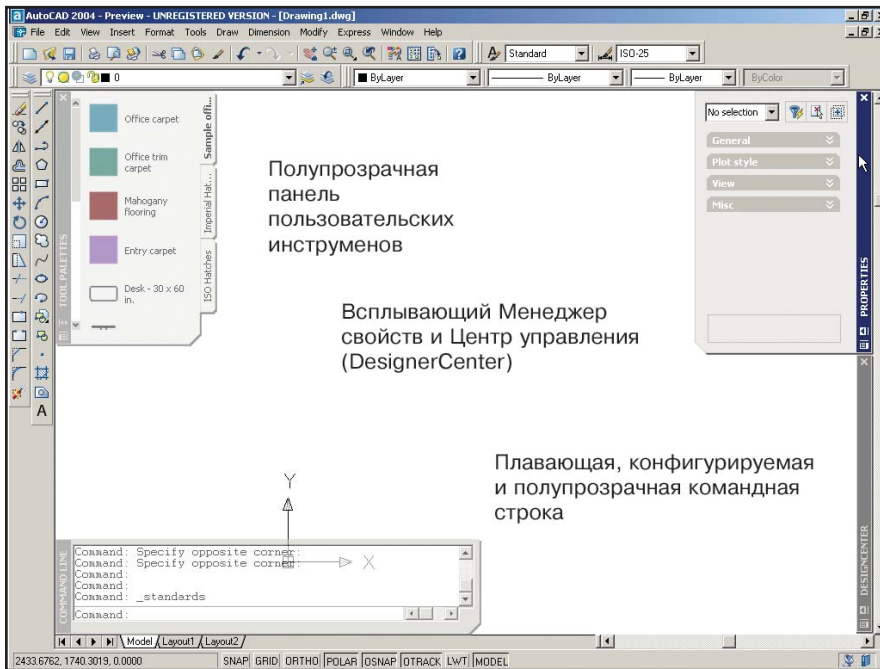 AutoCAD 2004 - Preview - UNREGISTERED VERSION - [Drawing1.dwg]
File Edit View Insert Format Tools Draw Dimension Modify Express Window Help
Standard ISO-25
0 ByLayer ByLayer ByLayer ByColor
Office carpet
Office trim
carpet
Mahogany
flooring
Entry carpet
Desk - 30 x 60
in.
Sample offi...
Imperial Hat...
ISO Hatches
TOOL PALETTES
Полупрозрачная
панель
пользовательских
инструменов
No selection
General
Plot style
View
Misc
PROPERTIES
Всплывающий Менеджер
свойств и Центр управления
(DesignerCenter)
Плавающая, конфигурируемая
и полупрозрачная командная
строка
DESIGNCENTER
Y
X
COMMAND LINE
Command: Specify opposite corner:
Command: Specify opposite corner:
Command:
Command:
Command: _standards
Command:
Model Layout1 Layout2
2433.6762, 1740.3019, 0.0000 SNAP GRID ORTHO POLAR OSNAP OTRACK LWT MODEL